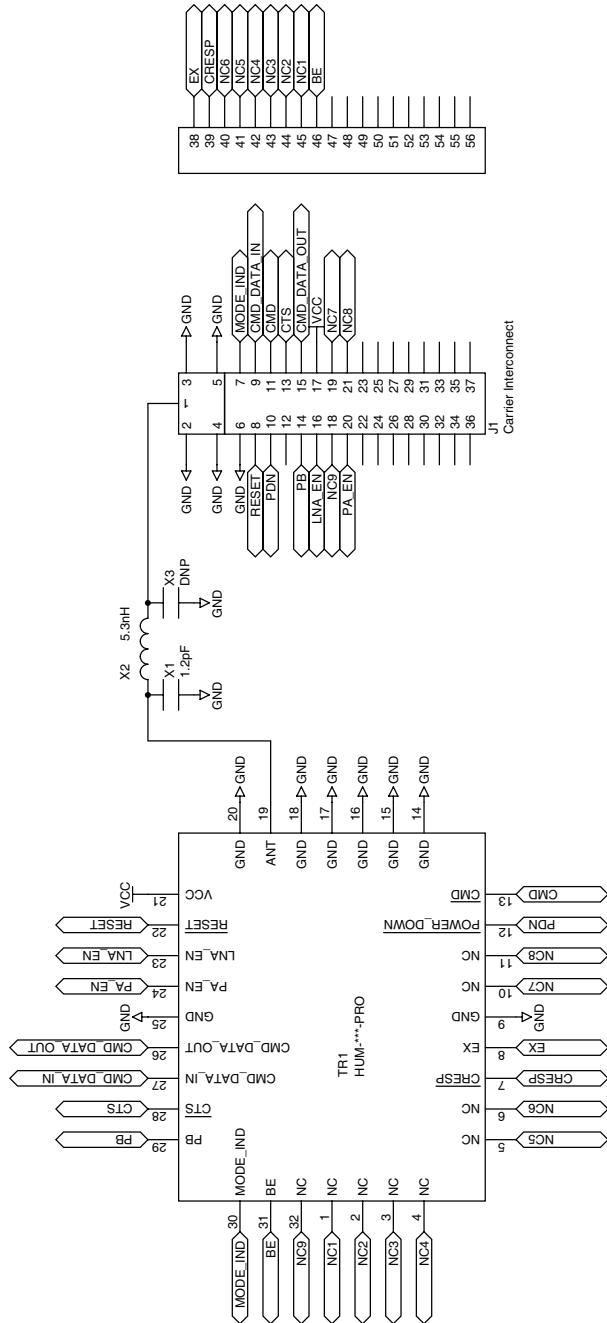 38 EX
39 CRESP
40 NC6
41 NC5
42 NC4
43 NC3
44 NC2
45 NC1
46 BE
47
48
49
50
51
52
53
54
55
56
GND 2 1 3 GND
GND 4 5 GND
GND 6 7 MODE_IND
RESET 8 9 CMD_DATA_IN
PDN 10 11 CMD
12 13 CTS
PB 14 15 CMD_DATA_OUT
LNA_EN 16 17 VCC
NC9 18 19 NC7
PA_EN 20 21 NC8
22 23
24 25
26 27
28 29
30 31
32 33
34 35
36 37
J1
Carrier Interconnect
X2 5.3nH
X1
1.2pF
GND
X3
DNP
GND
TR1
HUM-***-PRO
GND 20 GND
ANT 19
GND 18 GND
GND 17 GND
GND 16 GND
GND 15 GND
GND 14 GND
VCC 21 VCC
RESET 22 RESET
LNA_EN 23 LNA_EN
PA_EN 24 PA_EN
GND 25 GND
CMD_DATA_OUT 26 CMD_DATA_OUT
CMD_DATA_IN 27 CMD_DATA_IN
CTS 28 CTS
PB 29 PB
CMD 13 CMD
POWER_DOWN 12 PDN
NC 11 NC8
NC 10 NC7
GND 9 GND
EX 8 EX
CRESP 7 CRESP
NC 6 NC6
NC 5 NC5
MODE_IND 30 MODE_IND
BE 31 BE
NC9 32 NC
NC1 1 NC
NC2 2 NC
NC3 3 NC
NC4 4 NC